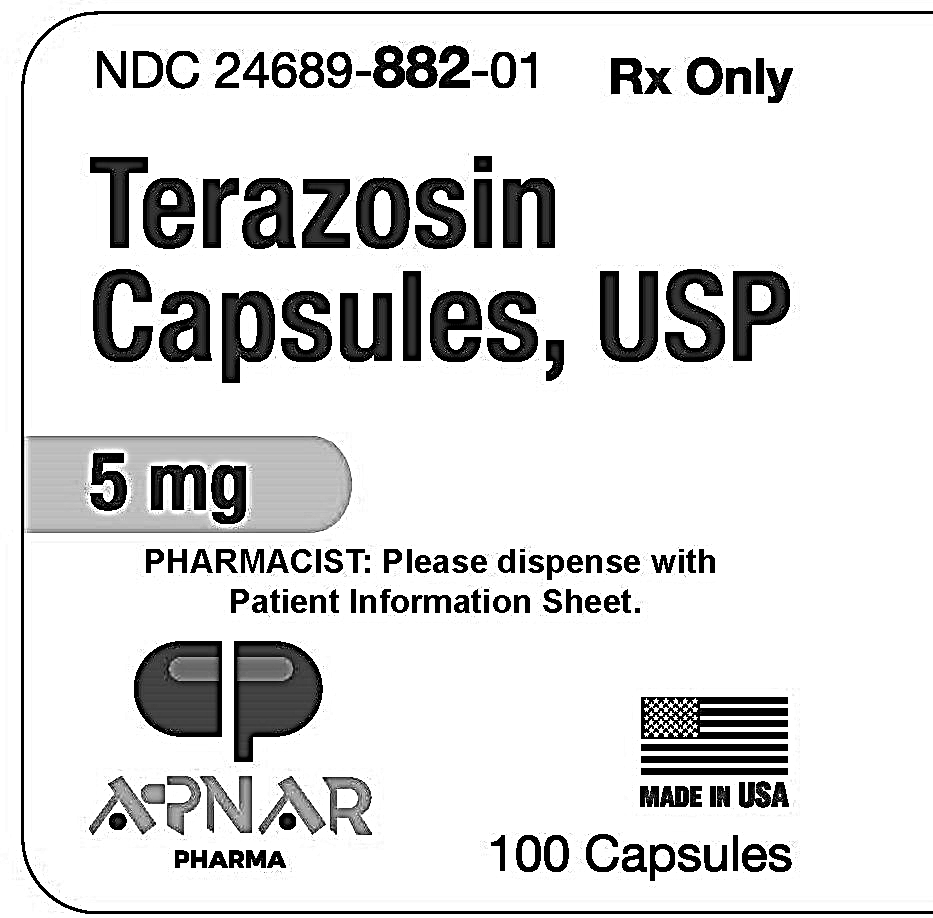 NDC 24689-882-01 Rx Only
Terazosin
Capsules, USP
5 mg
PHARMACIST: Please dispense with
Patient Information Sheet.
APNAR
PHARMA
MADE IN USA
100 Capsules